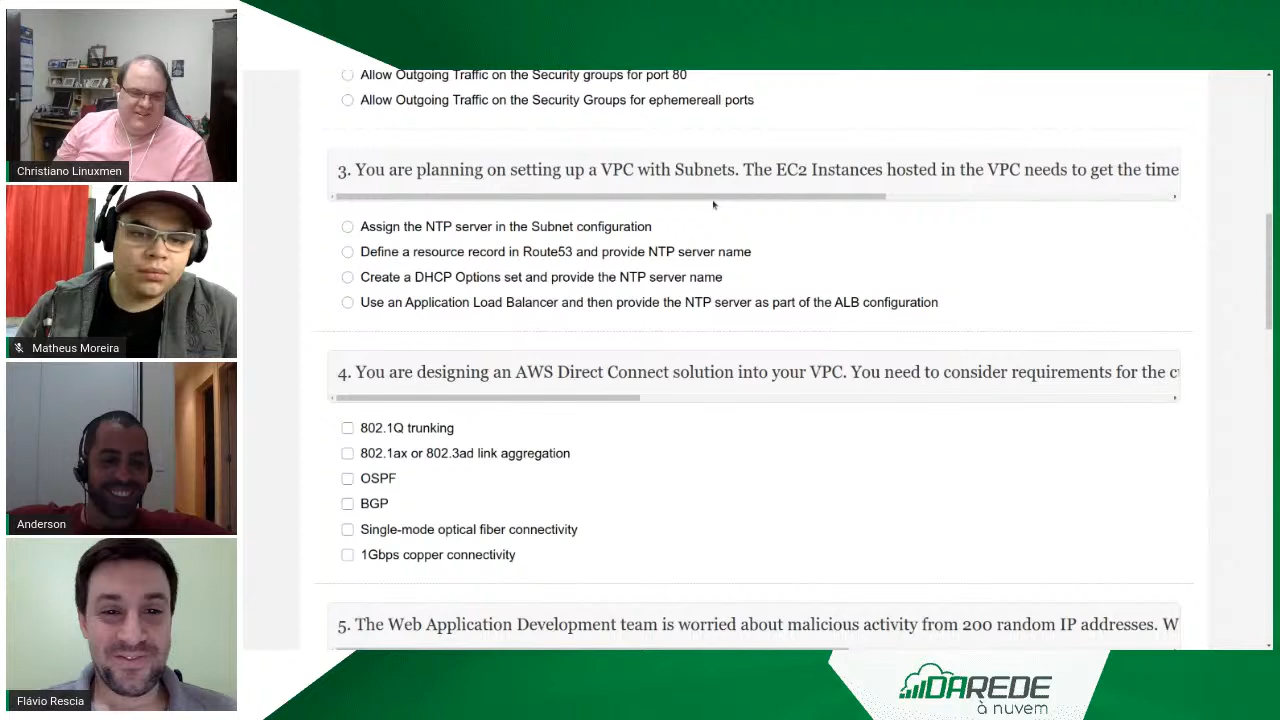 Christiano Linuxmen
Matheus Moreira
Anderson
Flávio Rescia
Allow Outgoing Traffic on the Security groups for port 80
Allow Outgoing Traffic on the Security Groups for ephemereall ports
3. You are planning on setting up a VPC with Subnets. The EC2 Instances hosted in the VPC needs to get the time
Assign the NTP server in the Subnet configuration
Define a resource record in Route53 and provide NTP server name
Create a DHCP Options set and provide the NTP server name
Use an Application Load Balancer and then provide the NTP server as part of the ALB configuration
4. You are designing an AWS Direct Connect solution into your VPC. You need to consider requirements for the
802.1Q trunking
802.1ax or 802.3ad link aggregation
OSPF
BGP
Single-mode optical fiber connectivity
1Gbps copper connectivity
5. The Web Application Development team is worried about malicious activity from 200 random IP addresses. W
DAREDE
à nuvem